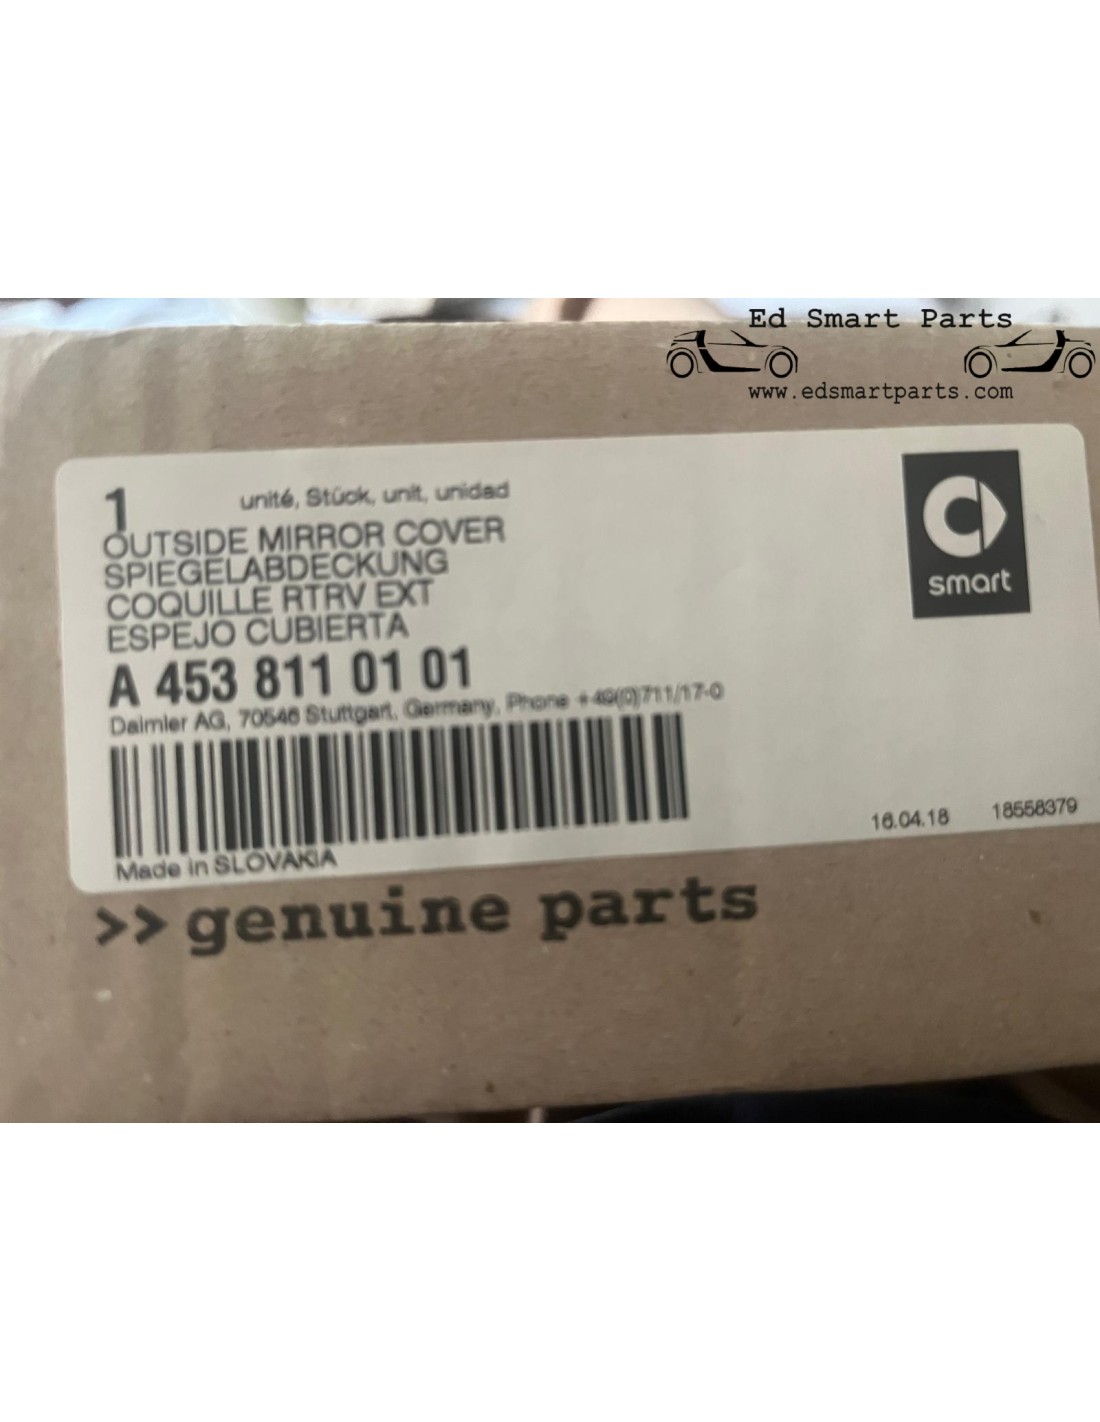 Ed Smart Parts
www.edsmartparts.com
1 unité, Stück, unit, unidad
OUTSIDE MIRROR COVER
SPIEGELABDECKUNG
COQUILLE RTRV EXT
ESPEJO CUBIERTA
A 453 811 01 01
Daimler AG, 70546 Stuttgart, Germany, Phone +49(0)711/17-0
smart
16.04.18 18558379
Made in SLOVAKIA
>> genuine parts